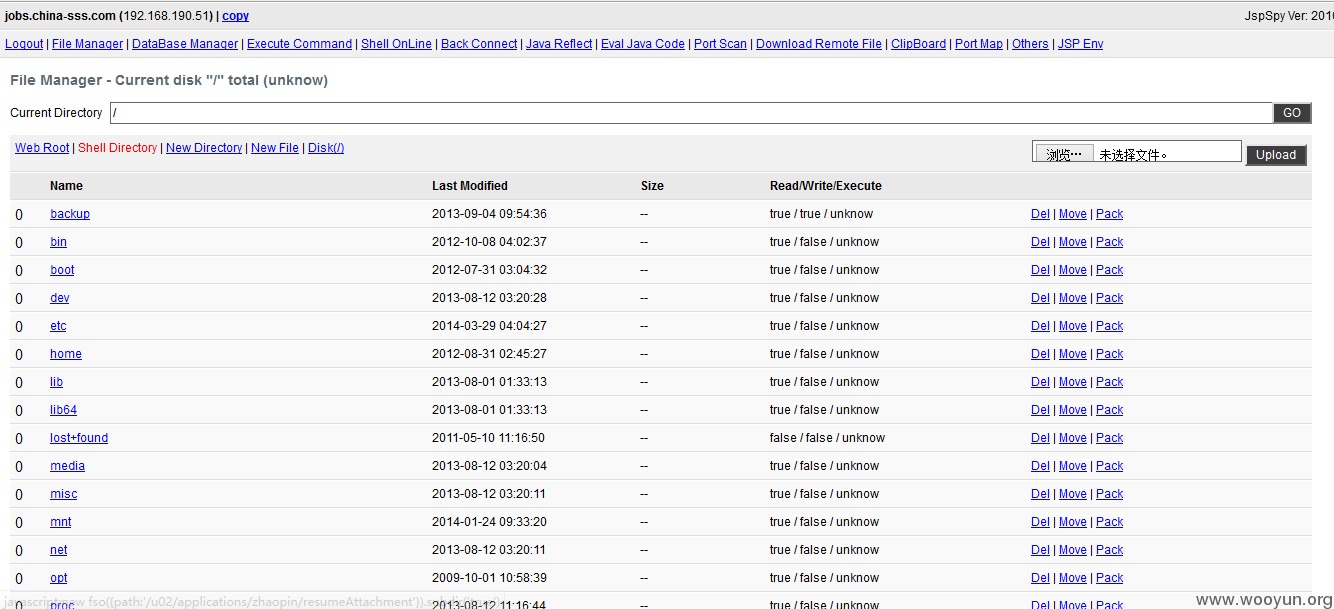 jobs.china-sss.com (192.168.190.51) | copy JspSpy Ver: 2010
Logout | File Manager | DataBase Manager | Execute Command | Shell OnLine | Back Connect | Java Reflect | Eval Java Code | Port Scan | Download Remote File | ClipBoard | Port Map | Others | JSP Env
File Manager - Current disk "/" total (unknow)
Current Directory / GO
Web Root | Shell Directory | New Directory | New File | Disk(/) 浏览… 未选择文件。 Upload
Name Last Modified Size Read/Write/Execute
0 backup 2013-09-04 09:54:36 -- true / true / unknow Del | Move | Pack
0 bin 2012-10-08 04:02:37 -- true / false / unknow Del | Move | Pack
0 boot 2012-07-31 03:04:32 -- true / false / unknow Del | Move | Pack
0 dev 2013-08-12 03:20:28 -- true / false / unknow Del | Move | Pack
0 etc 2014-03-29 04:04:27 -- true / false / unknow Del | Move | Pack
0 home 2012-08-31 02:45:27 -- true / false / unknow Del | Move | Pack
0 lib 2013-08-01 01:33:13 -- true / false / unknow Del | Move | Pack
0 lib64 2013-08-01 01:33:13 -- true / false / unknow Del | Move | Pack
0 lost+found 2011-05-10 11:16:50 -- false / false / unknow Del | Move | Pack
0 media 2013-08-12 03:20:04 -- true / false / unknow Del | Move | Pack
0 misc 2013-08-12 03:20:11 -- true / false / unknow Del | Move | Pack
0 mnt 2014-01-24 09:33:20 -- true / false / unknow Del | Move | Pack
0 net 2013-08-12 03:20:11 -- true / false / unknow Del | Move | Pack
0 opt 2009-10-01 10:58:39 -- true / false / unknow Del | Move | Pack
proc 2013-08-12 11:16:44 -- true / false / unknow Del | Move | Pack
fso({path:'/u02/applications/zhaopin/resumeAttachment'})
www.wooyun.org